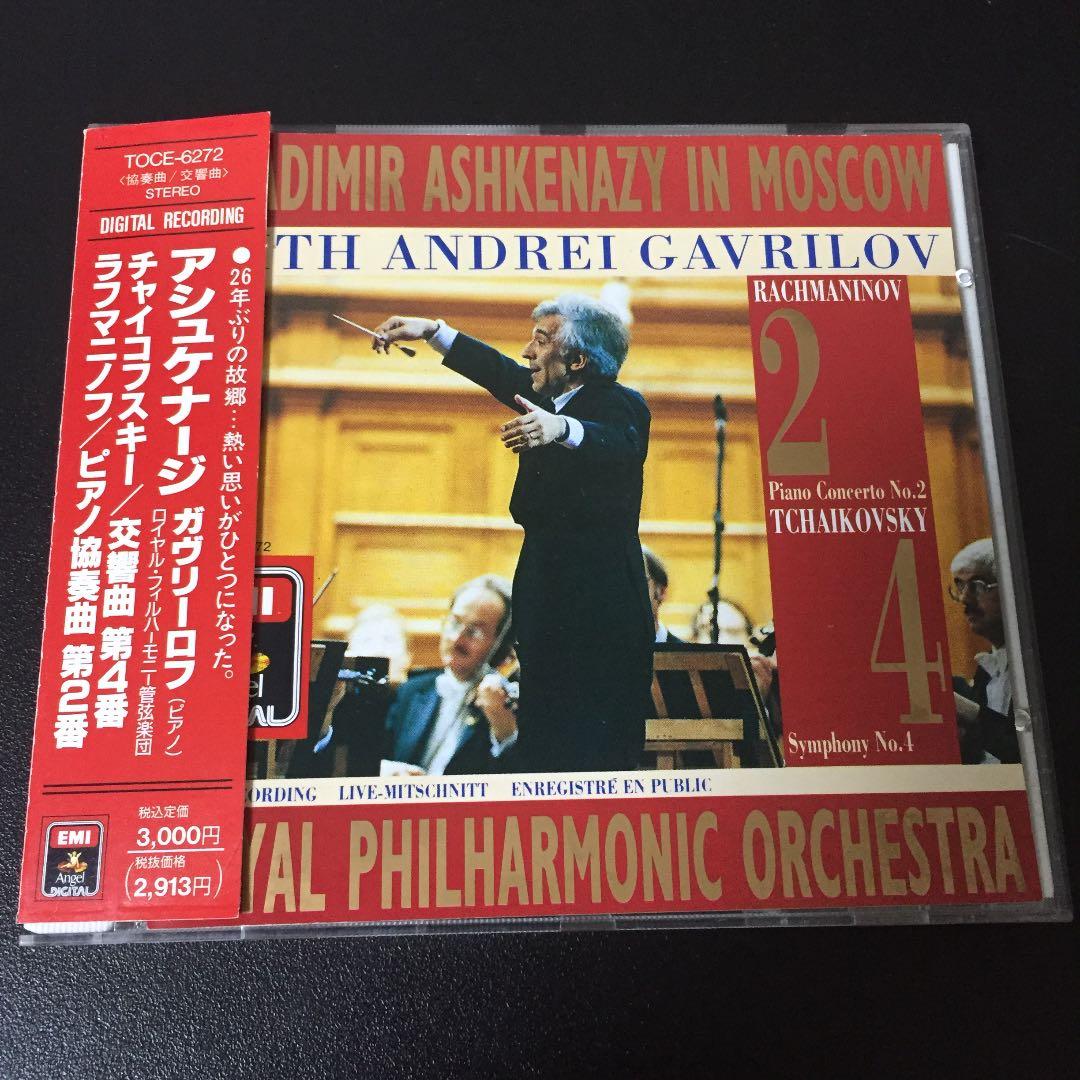 TOCE-6272
〈協奏曲/交響曲〉
STEREO
DIGITAL RECORDING
●26年ぶりの故郷…熱い思いがひとつになった。
アシュケナージ ガヴリーロフ(ピアノ)
ロイヤル・フィルハーモニー管弦楽団
チャイコフスキー/交響曲 第4番
ラフマニノフ/ピアノ協奏曲 第2番
税込定価
3,000円
税抜価格
(2,913円)
EMI
Angel
DIGITAL
ADIMIR ASHKENAZY IN MOSCOW
TH ANDREI GAVRILOV
RACHMANINOV
2
Piano Concerto No.2
TCHAIKOVSKY
4
Symphony No.4
72
MI
el
ITAL
ORDING LIVE-MITSCHNITT ENREGISTRÉ EN PUBLIC
YAL PHILHARMONIC ORCHESTRA